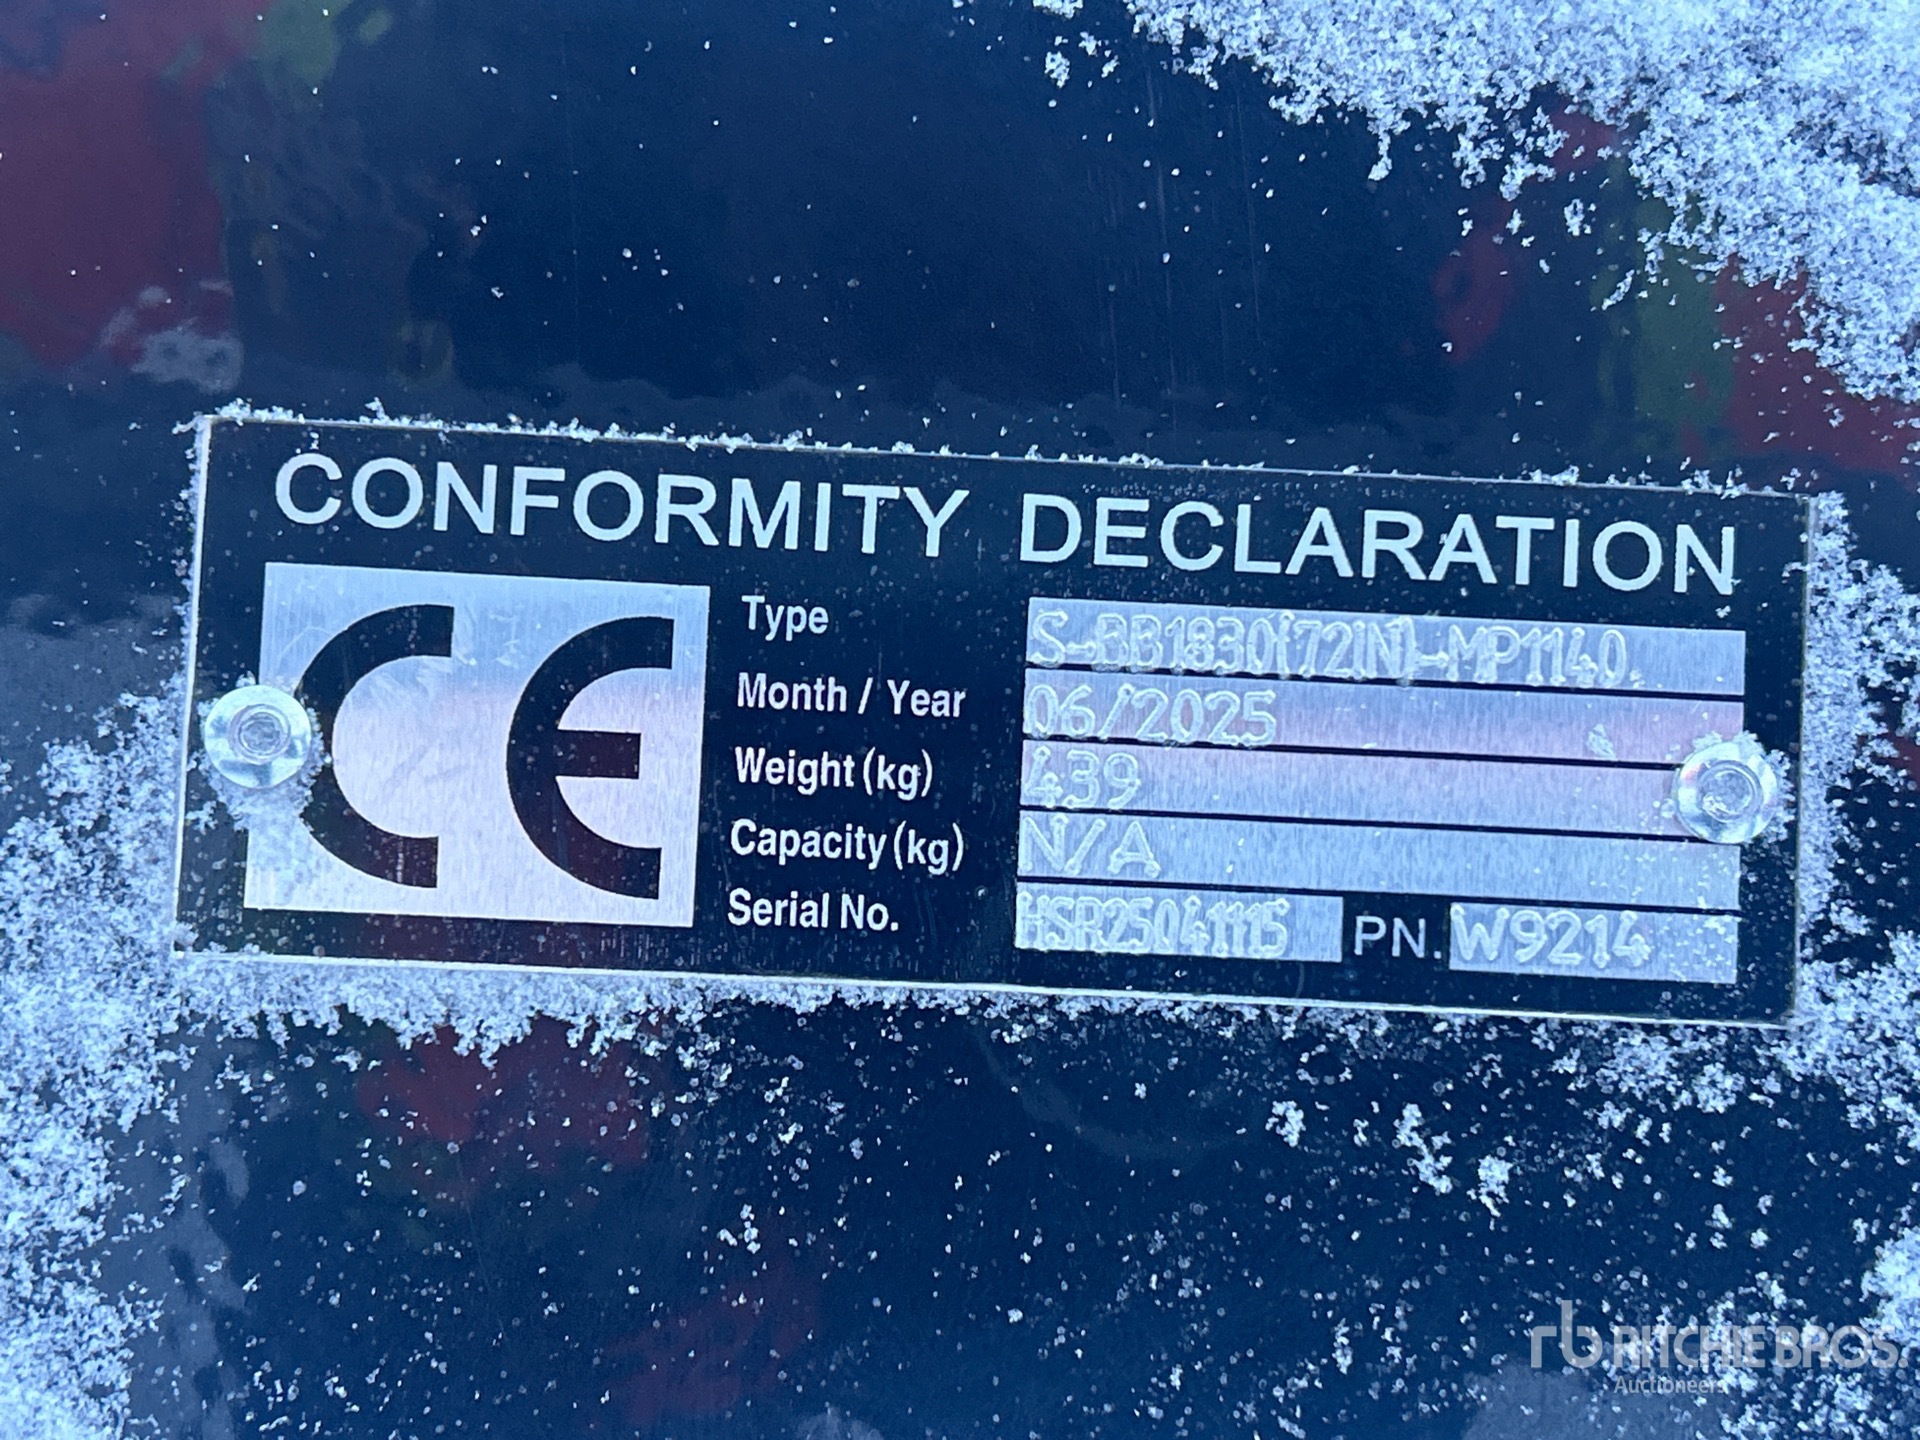 CONFORMITY DECLARATION
CE
Type S-BB1830(72IN)-MP1140.
Month / Year 06/2025
Weight (kg) 439
Capacity (kg) N/A
Serial No. HSR25041115 PN. W9214
rb RITCHIE BROS.
Auctioneers